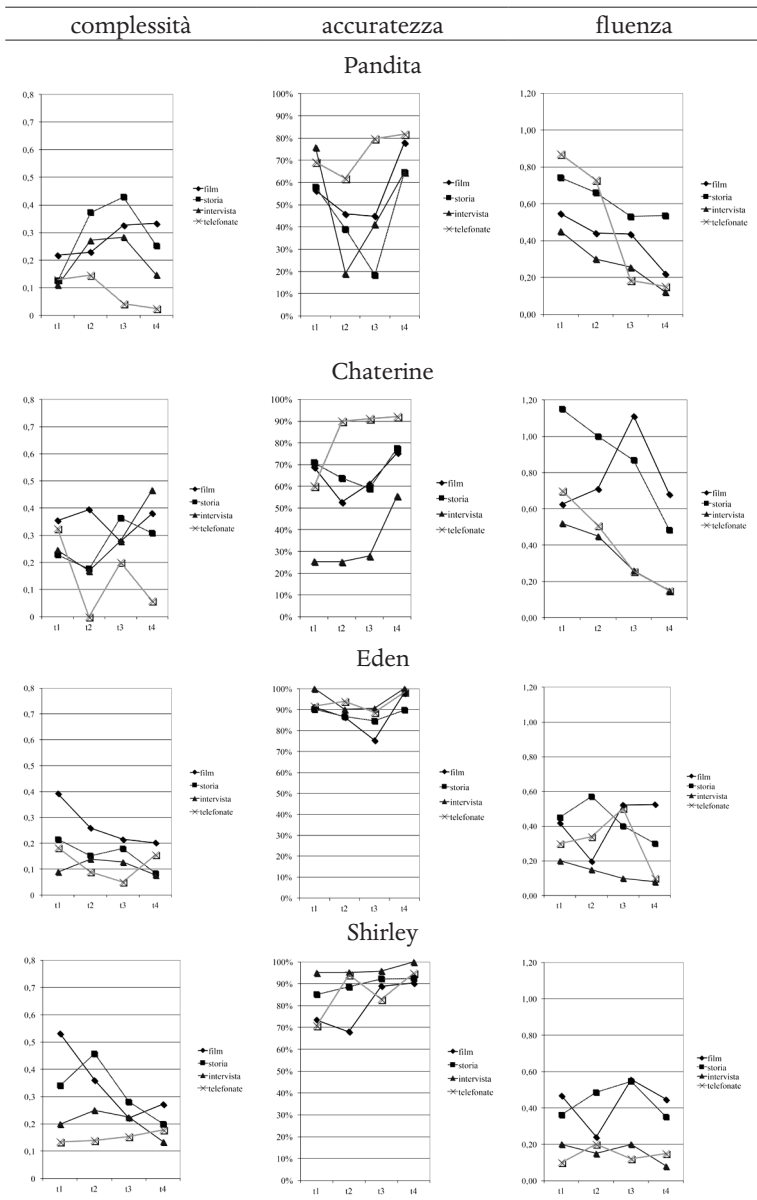 complessità accuratezza fluenza
Pandita
0,8 100% 1,20
0,7 90% 1,00
0,6 80% 0,80
0,5 70% 0,60
0,4 60% 0,40
0,3 50% 0,20
0,2 40% 0,00
0,1 30%
0 20%
10%
0%
film film film
storia storia storia
intervista intervista intervista
telefonate telefonate telefonate
t1 t2 t3 t4 t1 t2 t3 t4 t1 t2 t3 t4
Chaterine
0,8 100% 1,20
0,7 90% 1,00
0,6 80% 0,80
0,5 70% 0,60
0,4 60% 0,40
0,3 50% 0,20
0,2 40% 0,00
0,1 30%
0 20%
10%
0%
film film film
storia storia storia
intervista intervista intervista
telefonate telefonate telefonate
t1 t2 t3 t4 t1 t2 t3 t4 t1 t2 t3 t4
Eden
0,8 100% 1,20
0,7 90% 1,00
0,6 80% 0,80
0,5 70% 0,60
0,4 60% 0,40
0,3 50% 0,20
0,2 40% 0,00
0,1 30%
0 20%
10%
0%
film film film
storia storia storia
intervista intervista intervista
telefonate telefonate telefonate
t1 t2 t3 t4 t1 t2 t3 t4 t1 t2 t3 t4
Shirley
0,8 100% 1,20
0,7 90% 1,00
0,6 80% 0,80
0,5 70% 0,60
0,4 60% 0,40
0,3 50% 0,20
0,2 40% 0,00
0,1 30%
0 20%
10%
0%
film film film
storia storia storia
intervista intervista intervista
telefonate telefonate telefonate
t1 t2 t3 t4 t1 t2 t3 t4 t1 t2 t3 t4